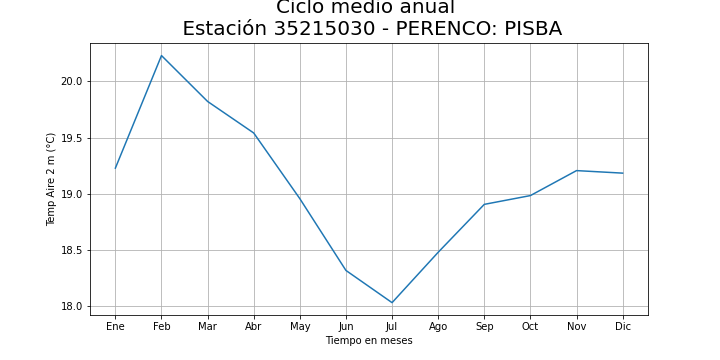 Ciclo medio anual
Estación 35215030 - PERENCO: PISBA
Temp Aire 2 m (°C)
20.0
19.5
19.0
18.5
18.0
Ene Feb Mar Abr May Jun Jul Ago Sep Oct Nov Dic
Tiempo en meses